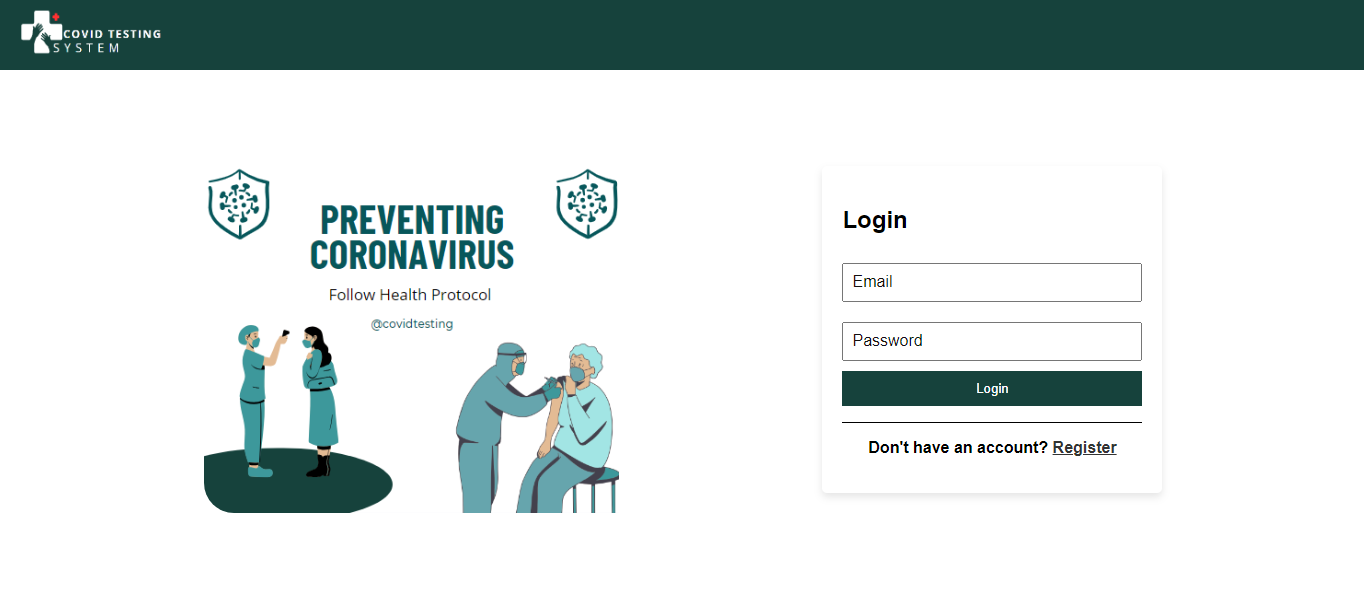 COVID TESTING
SYSTEM
PREVENTING
CORONAVIRUS
Follow Health Protocol
@covidtesting
Login
Email
Password
Login
Don't have an account? Register